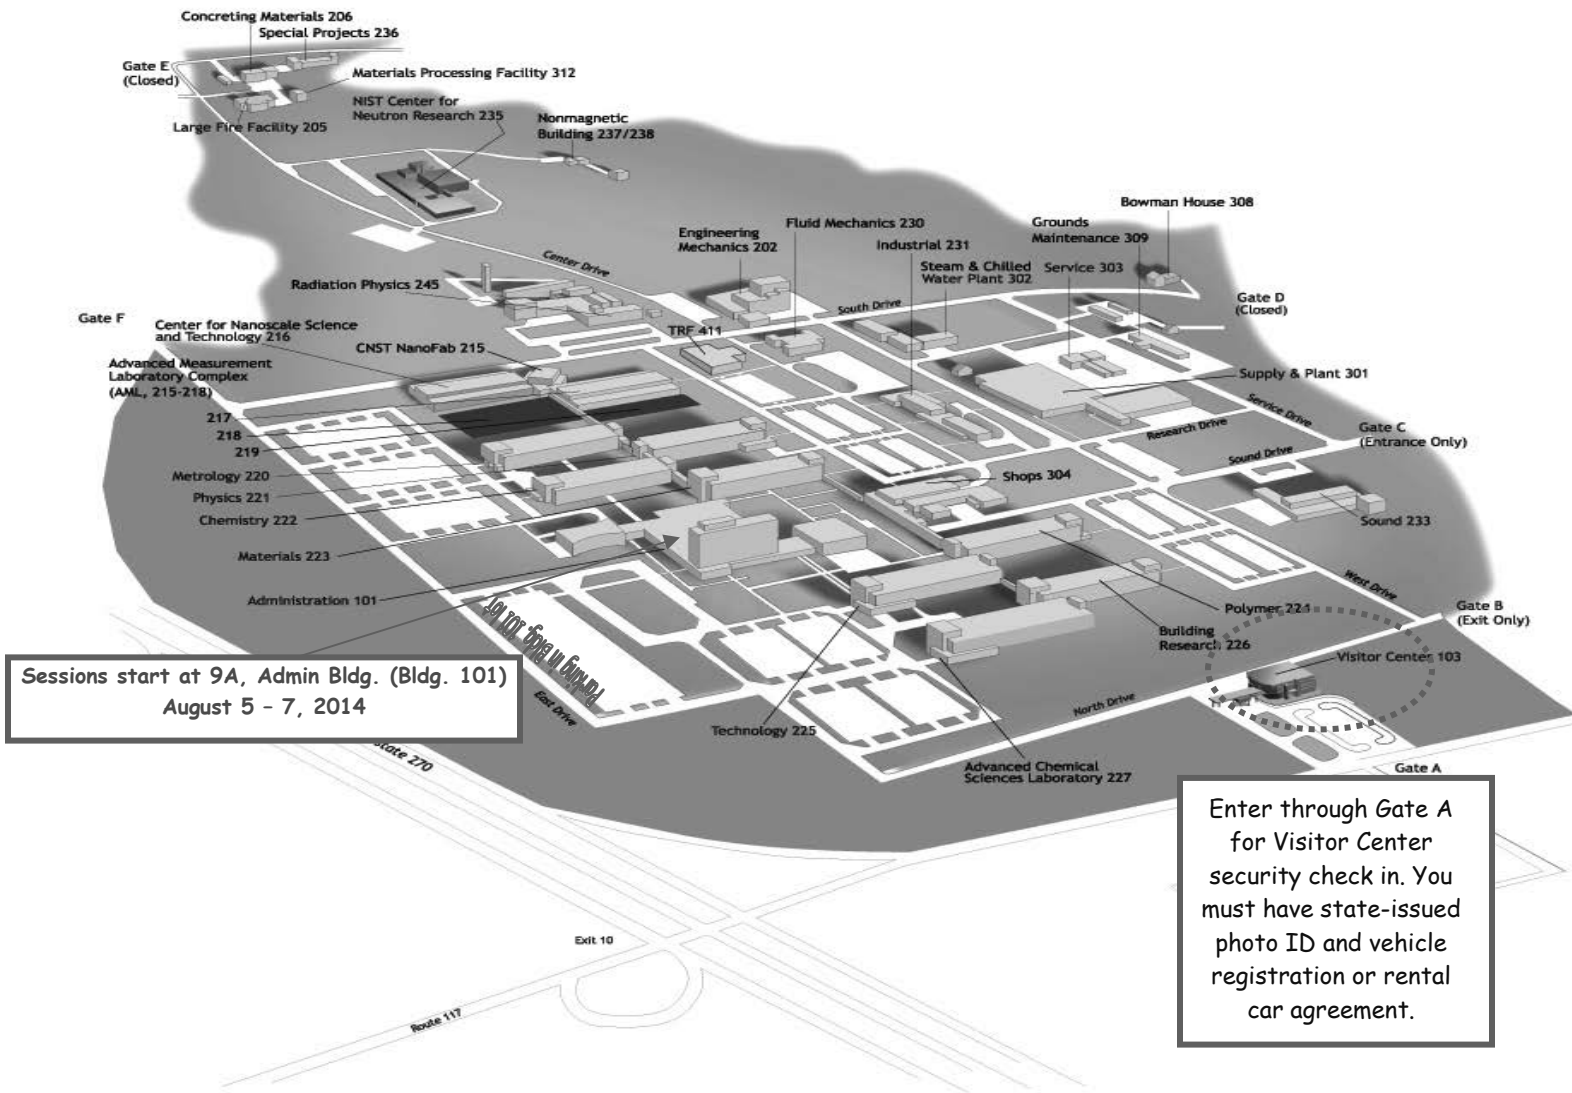 Concreting Materials 206
Special Projects 236
Gate E
(Closed)
Materials Processing Facility 312
NIST Center for
Neutron Research 235
Large Fire Facility 205
Nonmagnetic
Building 237/238
Bowman House 308
Grounds
Maintenance 309
Fluid Mechanics 230
Engineering
Mechanics 202
Industrial 231
Steam & Chilled
Water Plant 302
Service 303
Center Drive
Radiation Physics 245
South Drive
Gate D
(Closed)
Gate F
Center for Nanoscale Science
and Technology 216
TRF 411
CNST NanoFab 215
Advanced Measurement
Laboratory Complex
(AML, 215-218)
Supply & Plant 301
Service Drive
217
218
219
Research Drive
Gate C
(Entrance Only)
Sound Drive
Metrology 220
Physics 221
Shops 304
Chemistry 222
Sound 233
Materials 223
West Drive
Administration 101
Polymer 224
Gate B
(Exit Only)
Building
Research 226
Visitor Center 103
Parking in Bldg. 101 lot
Sessions start at 9A, Admin Bldg. (Bldg. 101)
August 5 – 7, 2014
East Drive
North Drive
Technology 225
Advanced Chemical
Sciences Laboratory 227
state 270
Gate A
Enter through Gate A
for Visitor Center
security check in. You
must have state-issued
photo ID and vehicle
registration or rental
car agreement.
Exit 10
Route 117